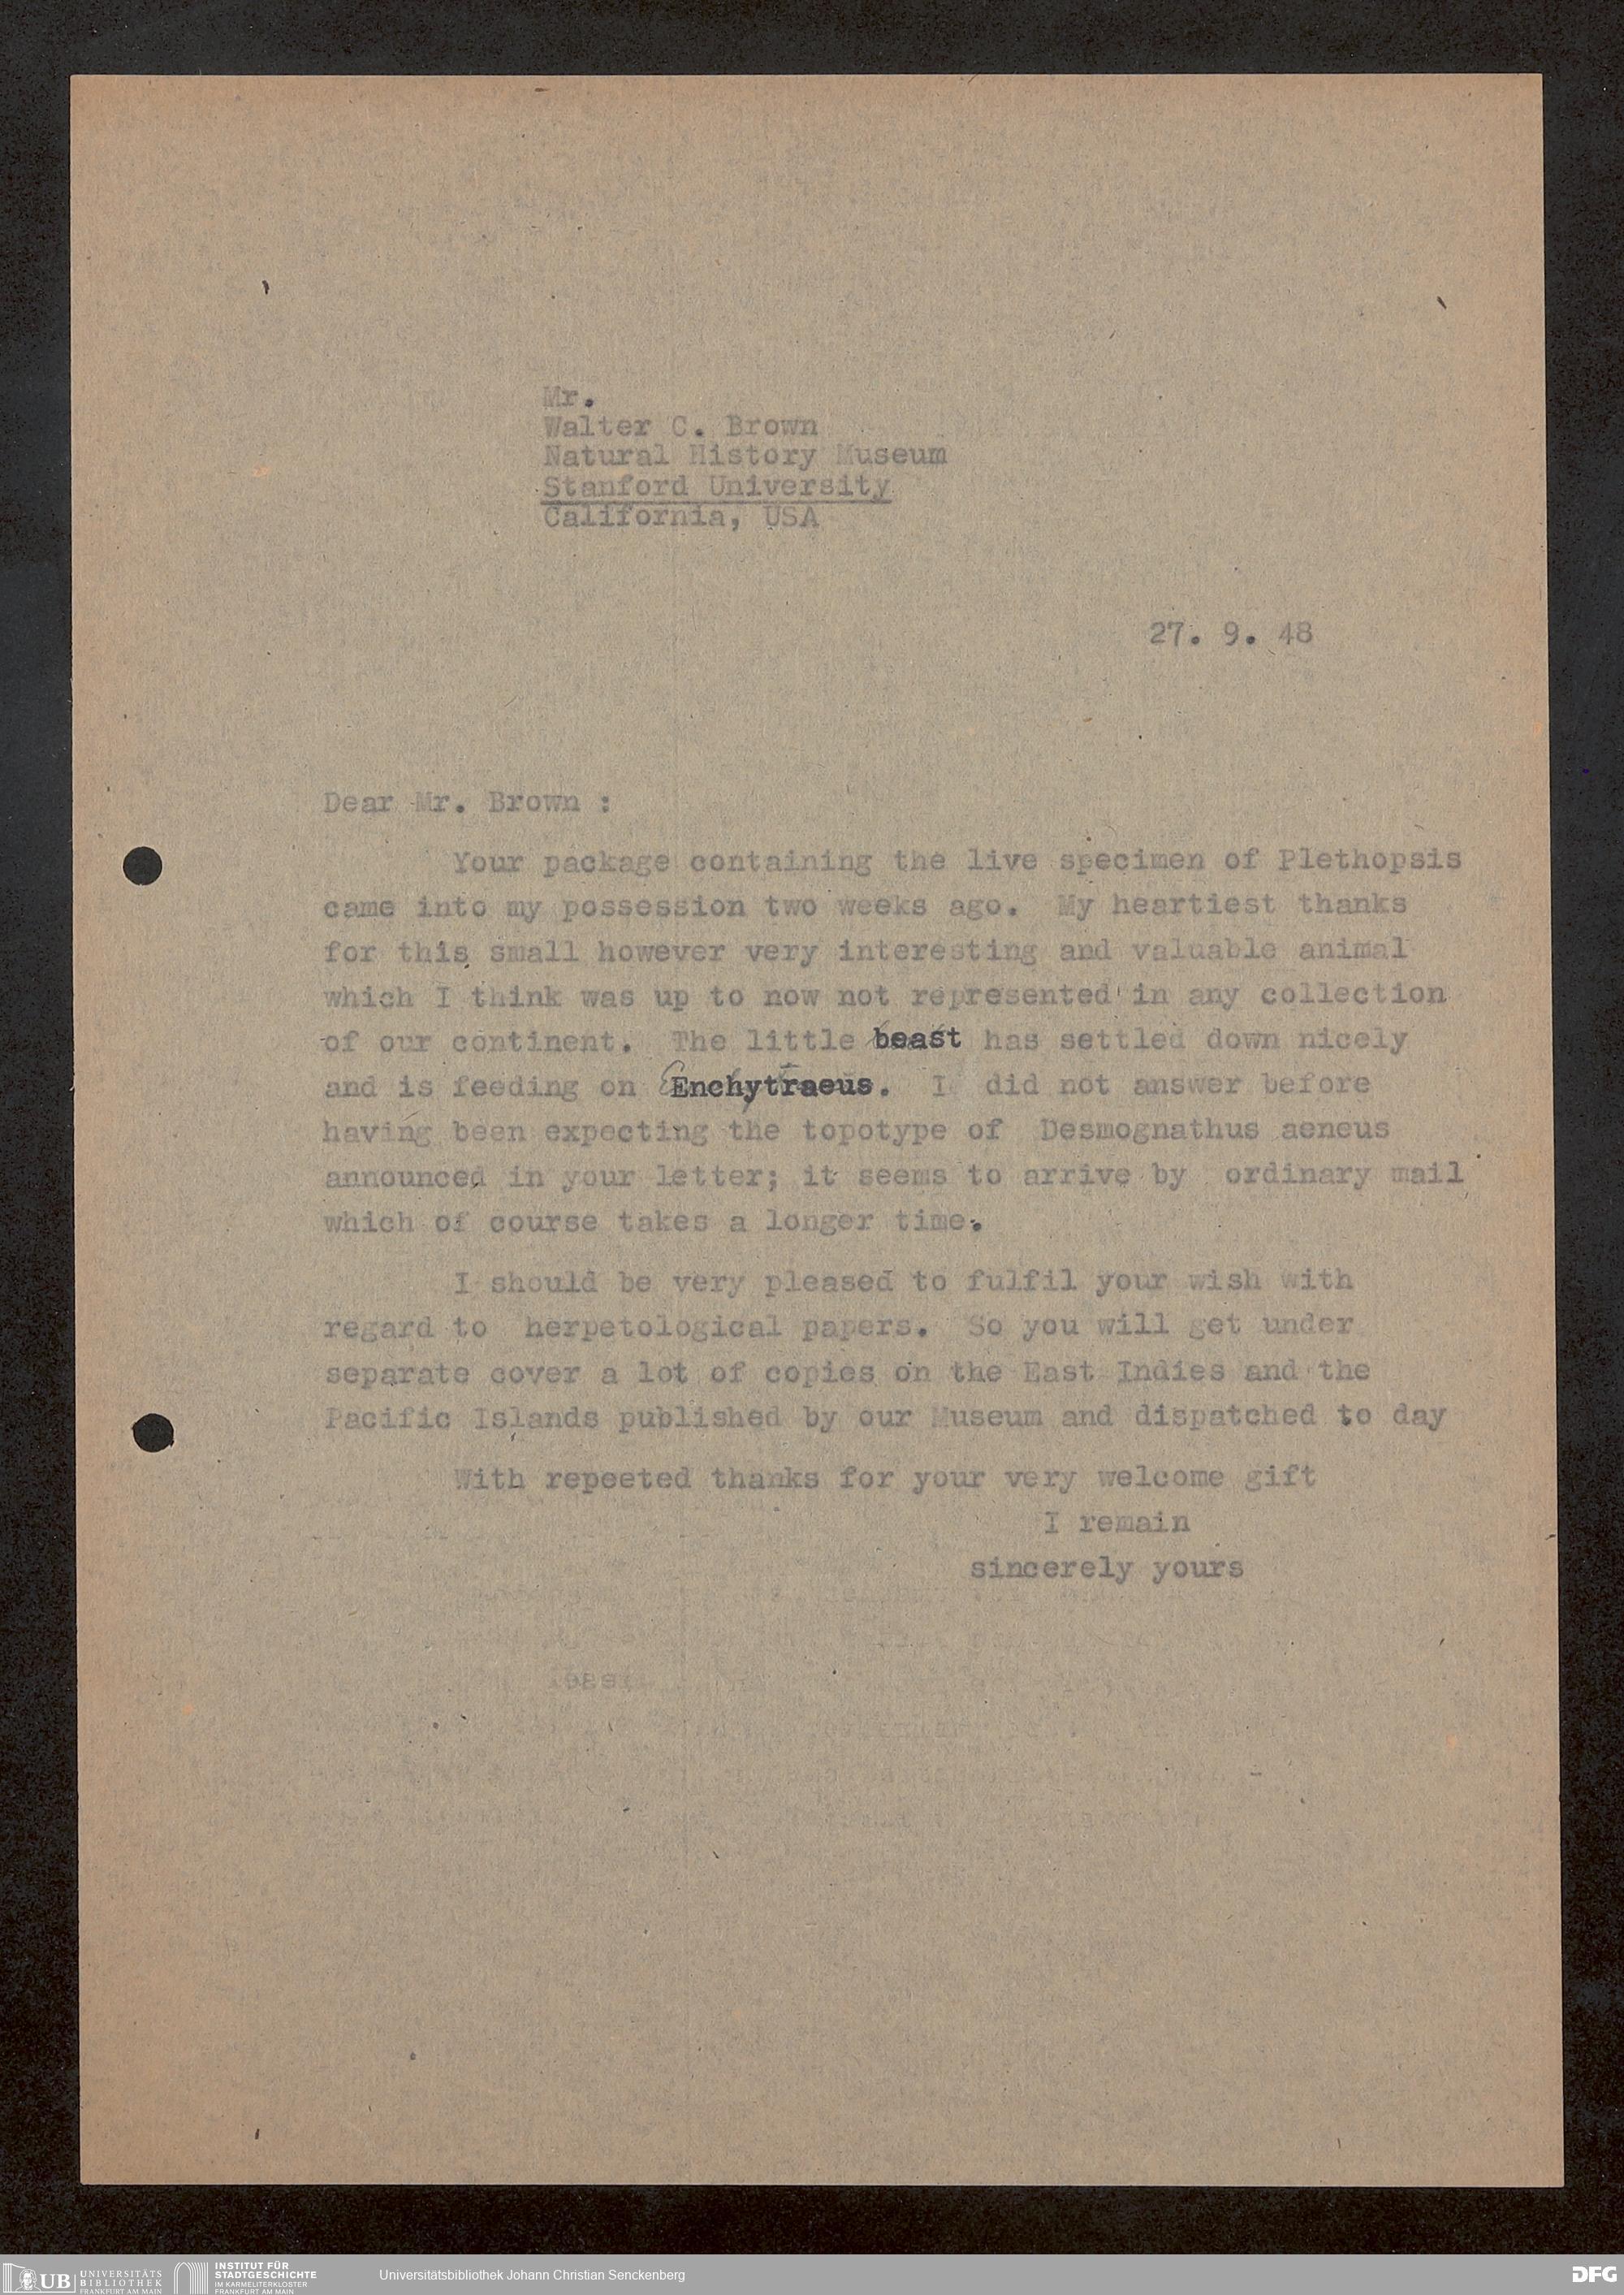 Mr.
Walter C. Brown
Natural History Museum
Stanford University
California, USA
27. 9. 48
Dear Mr. Brown :
Your package containing the live specimen of Plethopsis
came into my possession two weeks ago. My heartiest thanks
for this small however very interesting and valuable animal
which I think was up to now not represented in any collection
of our continent. The little beast has settled down nicely
and is feeding on Enchytraeus. I did not answer before
having been expecting the topotype of Desmognathus aeneus
announced in your letter; it seems to arrive by ordinary mail
which of course takes a longer time.
I should be very pleased to fulfil your wish with
regard to herpetological papers. So you will get under
separate cover a lot of copies on the East Indies and the
Pacific Islands published by our Museum and dispatched to day
With repeeted thanks for your very welcome gift
I remain
sincerely yours
UB UNIVERSITÄTS
BIBLIOTHEK
FRANKFURT AM MAIN
INSTITUT FÜR
STADTGESCHICHTE
IM KARMELITERKLOSTER
FRANKFURT AM MAIN
Universitätsbibliothek Johann Christian Senckenberg
DFG